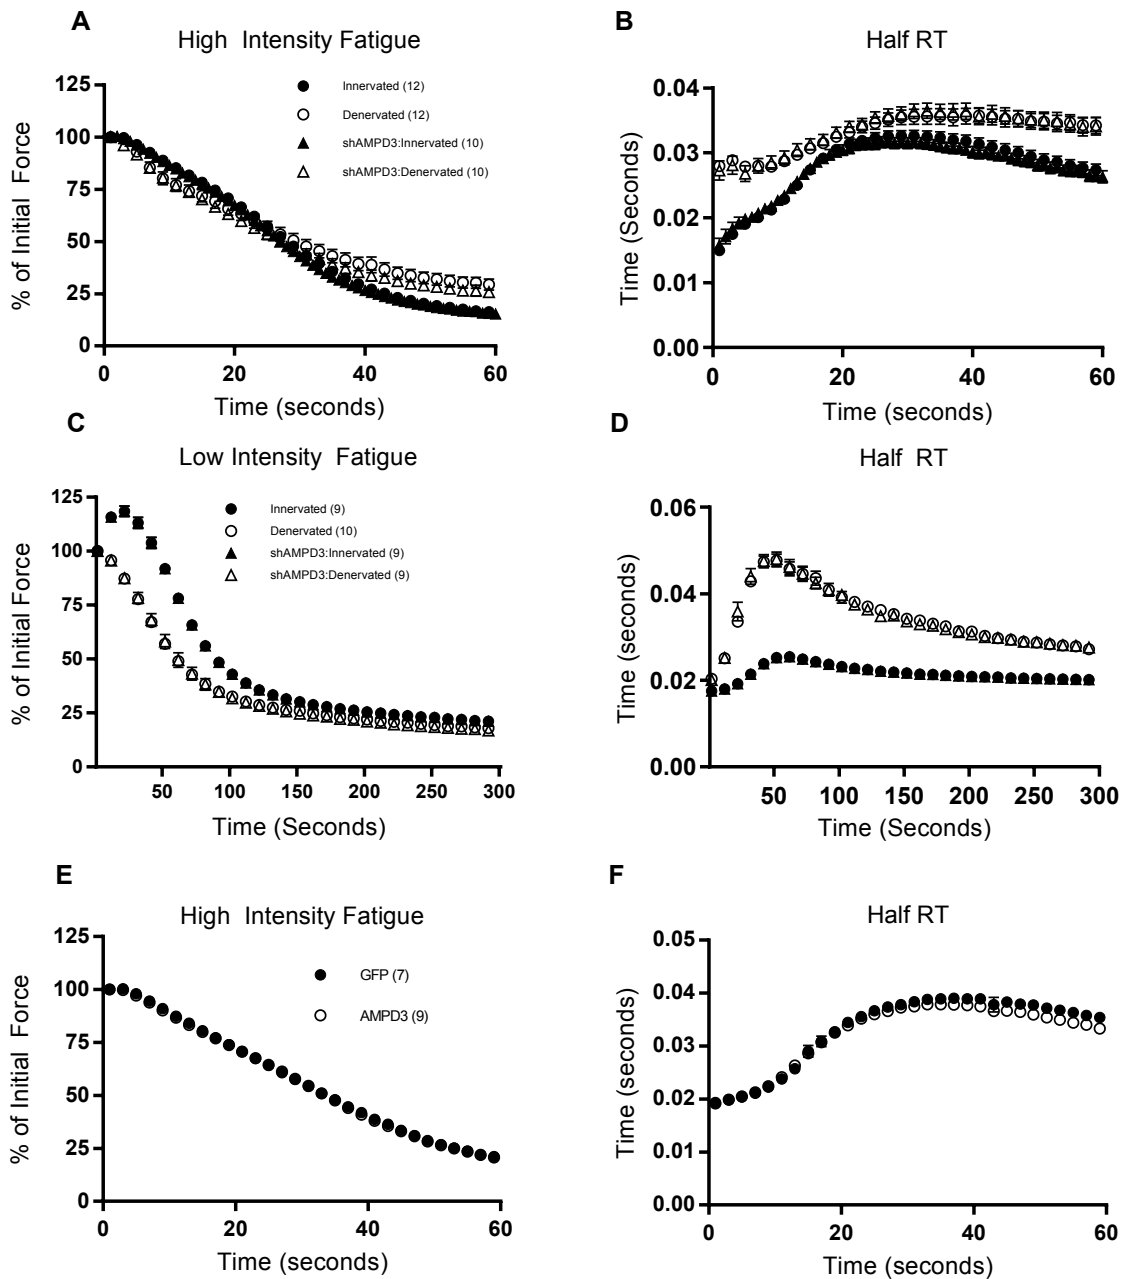 A
High Intensity Fatigue
% of Initial Force
125
100
75
50
25
0
Innervated (12)
Denervated (12)
shAMPD3:Innervated (10)
shAMPD3:Denervated (10)
0 20 40 60
Time (seconds)
B
Half RT
Time (Seconds)
0.04
0.03
0.02
0.01
0.00
0 20 40 60
Time (seconds)
C
Low Intensity Fatigue
% of Initial Force
125
100
75
50
25
0
Innervated (9)
Denervated (10)
shAMPD3:Innervated (9)
shAMPD3:Denervated (9)
50 100 150 200 250 300
Time (Seconds)
D
Half RT
Time (seconds)
0.06
0.04
0.02
0.00
50 100 150 200 250 300
Time (Seconds)
E
High Intensity Fatigue
% of Initial Force
125
100
75
50
25
0
GFP (7)
AMPD3 (9)
0 20 40 60
Time (seconds)
F
Half RT
Time (seconds)
0.05
0.04
0.03
0.02
0.01
0.00
0 20 40 60
Time (seconds)